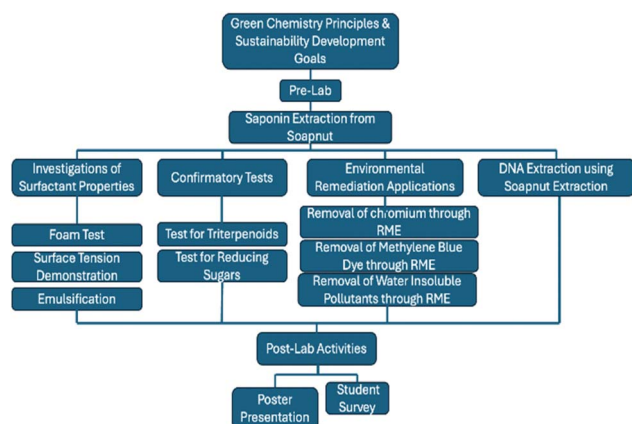 Green Chemistry Principles &
Sustainability Development
Goals
Pre-Lab
Saponin Extraction from
Soapnut
Investigations of
Surfactant Properties
Confirmatory Tests
Environmental
Remediation Applications
DNA Extraction using
Soapnut Extraction
Foam Test
Surface Tension
Demonstration
Emulsification
Test for Triterpenoids
Test for Reducing
Sugars
Removal of chromium through
RME
Removal of Methylene Blue
Dye through RME
Removal of Water Insoluble
Pollutants through RME
Post-Lab Activities
Poster
Presentation
Student
Survey